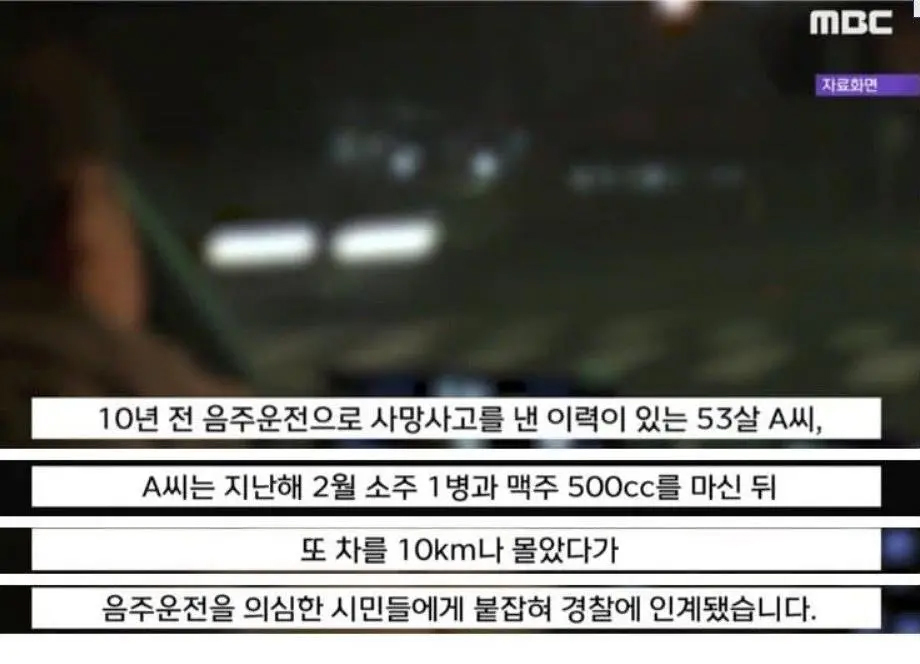 MBC
자료화면
10년 전 음주운전으로 사망사고를 낸 이력이 있는 53살 A씨,
A씨는 지난해 2월 소주 1병과 맥주 500cc를 마신 뒤
또 차를 10km나 몰았다가
음주운전을 의심한 시민들에게 붙잡혀 경찰에 인계됐습니다.